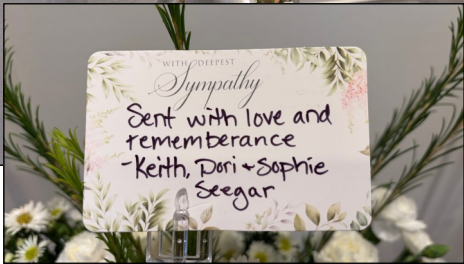 WITH DEEPEST
Sympathy
Sent with love and
rememberance
-Keith, Dori + Sophie
Seegar